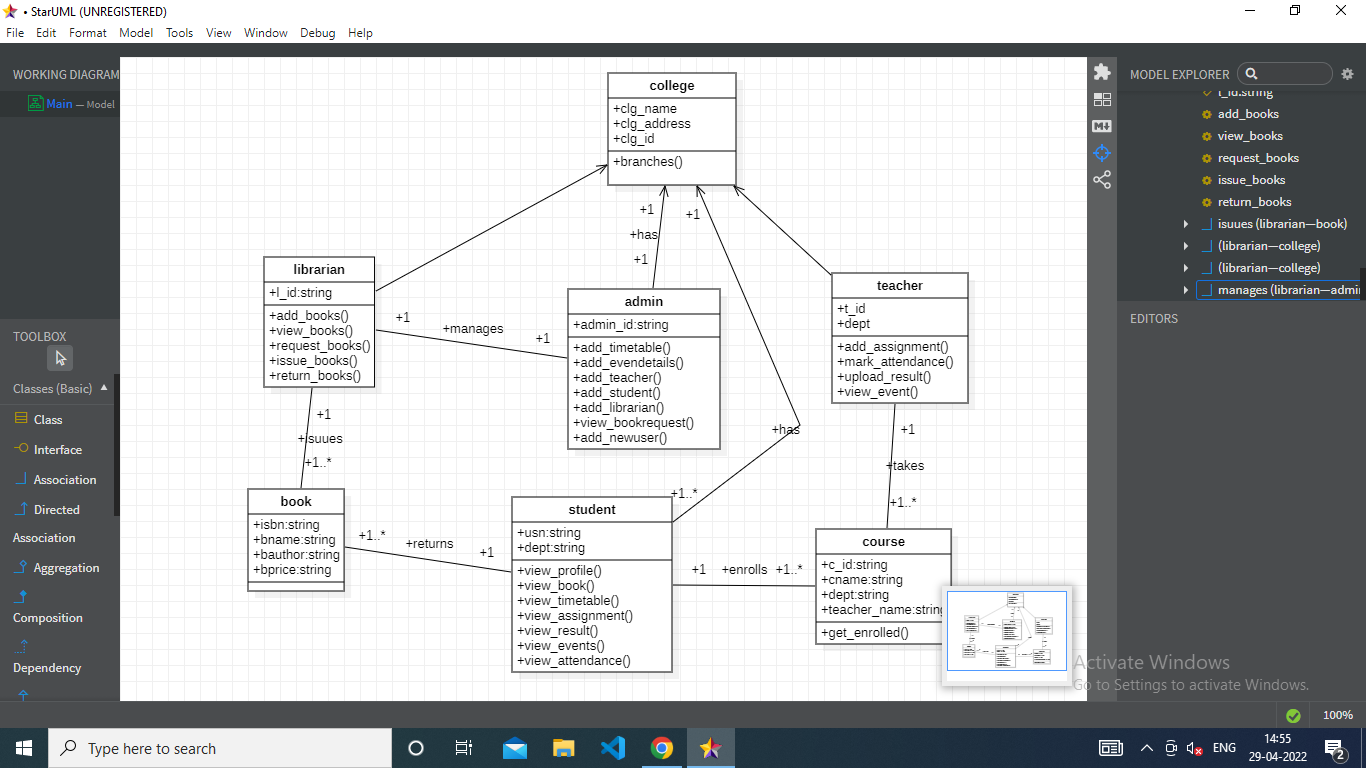 • StarUML (UNREGISTERED)
File Edit Format Model Tools View Window Debug Help
WORKING DIAGRAM
Main — Model
TOOLBOX
Classes (Basic)
Class
Interface
Association
Directed
Association
Aggregation
Composition
Dependency
college
+clg_name
+clg_address
+clg_id
+branches()
+1
+has
+1
+1
librarian
+l_id:string
+add_books()
+view_books()
+request_books()
+issue_books()
+return_books()
+1
+manages
+1
admin
+admin_id:string
+add_timetable()
+add_evendetails()
+add_teacher()
+add_student()
+add_librarian()
+view_bookrequest()
+add_newuser()
teacher
+t_id
+dept
+add_assignment()
+mark_attendance()
+upload_result()
+view_event()
+1
+isuues
+1..*
+has
+1..*
+1
+takes
+1..*
book
+isbn:string
+bname:string
+bauthor:string
+bprice:string
+1..*
+returns
+1
student
+usn:string
+dept:string
+view_profile()
+view_book()
+view_timetable()
+view_assignment()
+view_result()
+view_events()
+view_attendance()
+1 +enrolls +1..*
course
+c_id:string
+cname:string
+dept:string
+teacher_name:string
+get_enrolled()
MODEL EXPLORER
l_id:string
add_books
view_books
request_books
issue_books
return_books
isuues (librarian—book)
(librarian—college)
(librarian—college)
manages (librarian—admin
EDITORS
Activate Windows
Go to Settings to activate Windows.
100%
Type here to search
ENG
14:55
29-04-2022
2